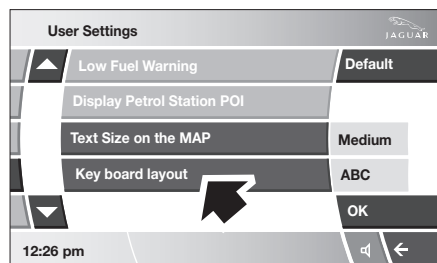 User Settings
JAGUAR
Low Fuel Warning
Default
Display Petrol Station POI
Text Size on the MAP
Medium
Key board layout
ABC
OK
12:26 pm